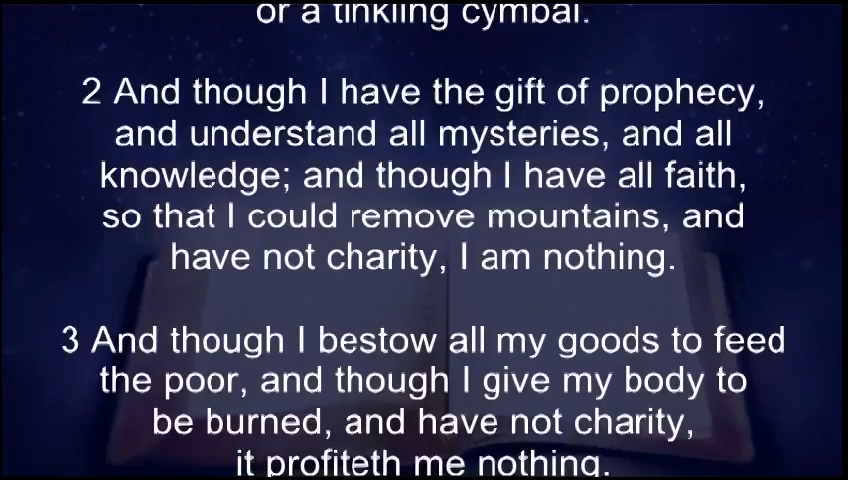 or a tinkling cymbal.
2 And though I have the gift of prophecy,
and understand all mysteries, and all
knowledge; and though I have all faith,
so that I could remove mountains, and
have not charity, I am nothing.
3 And though I bestow all my goods to feed
the poor, and though I give my body to
be burned, and have not charity,
it profiteth me nothing.